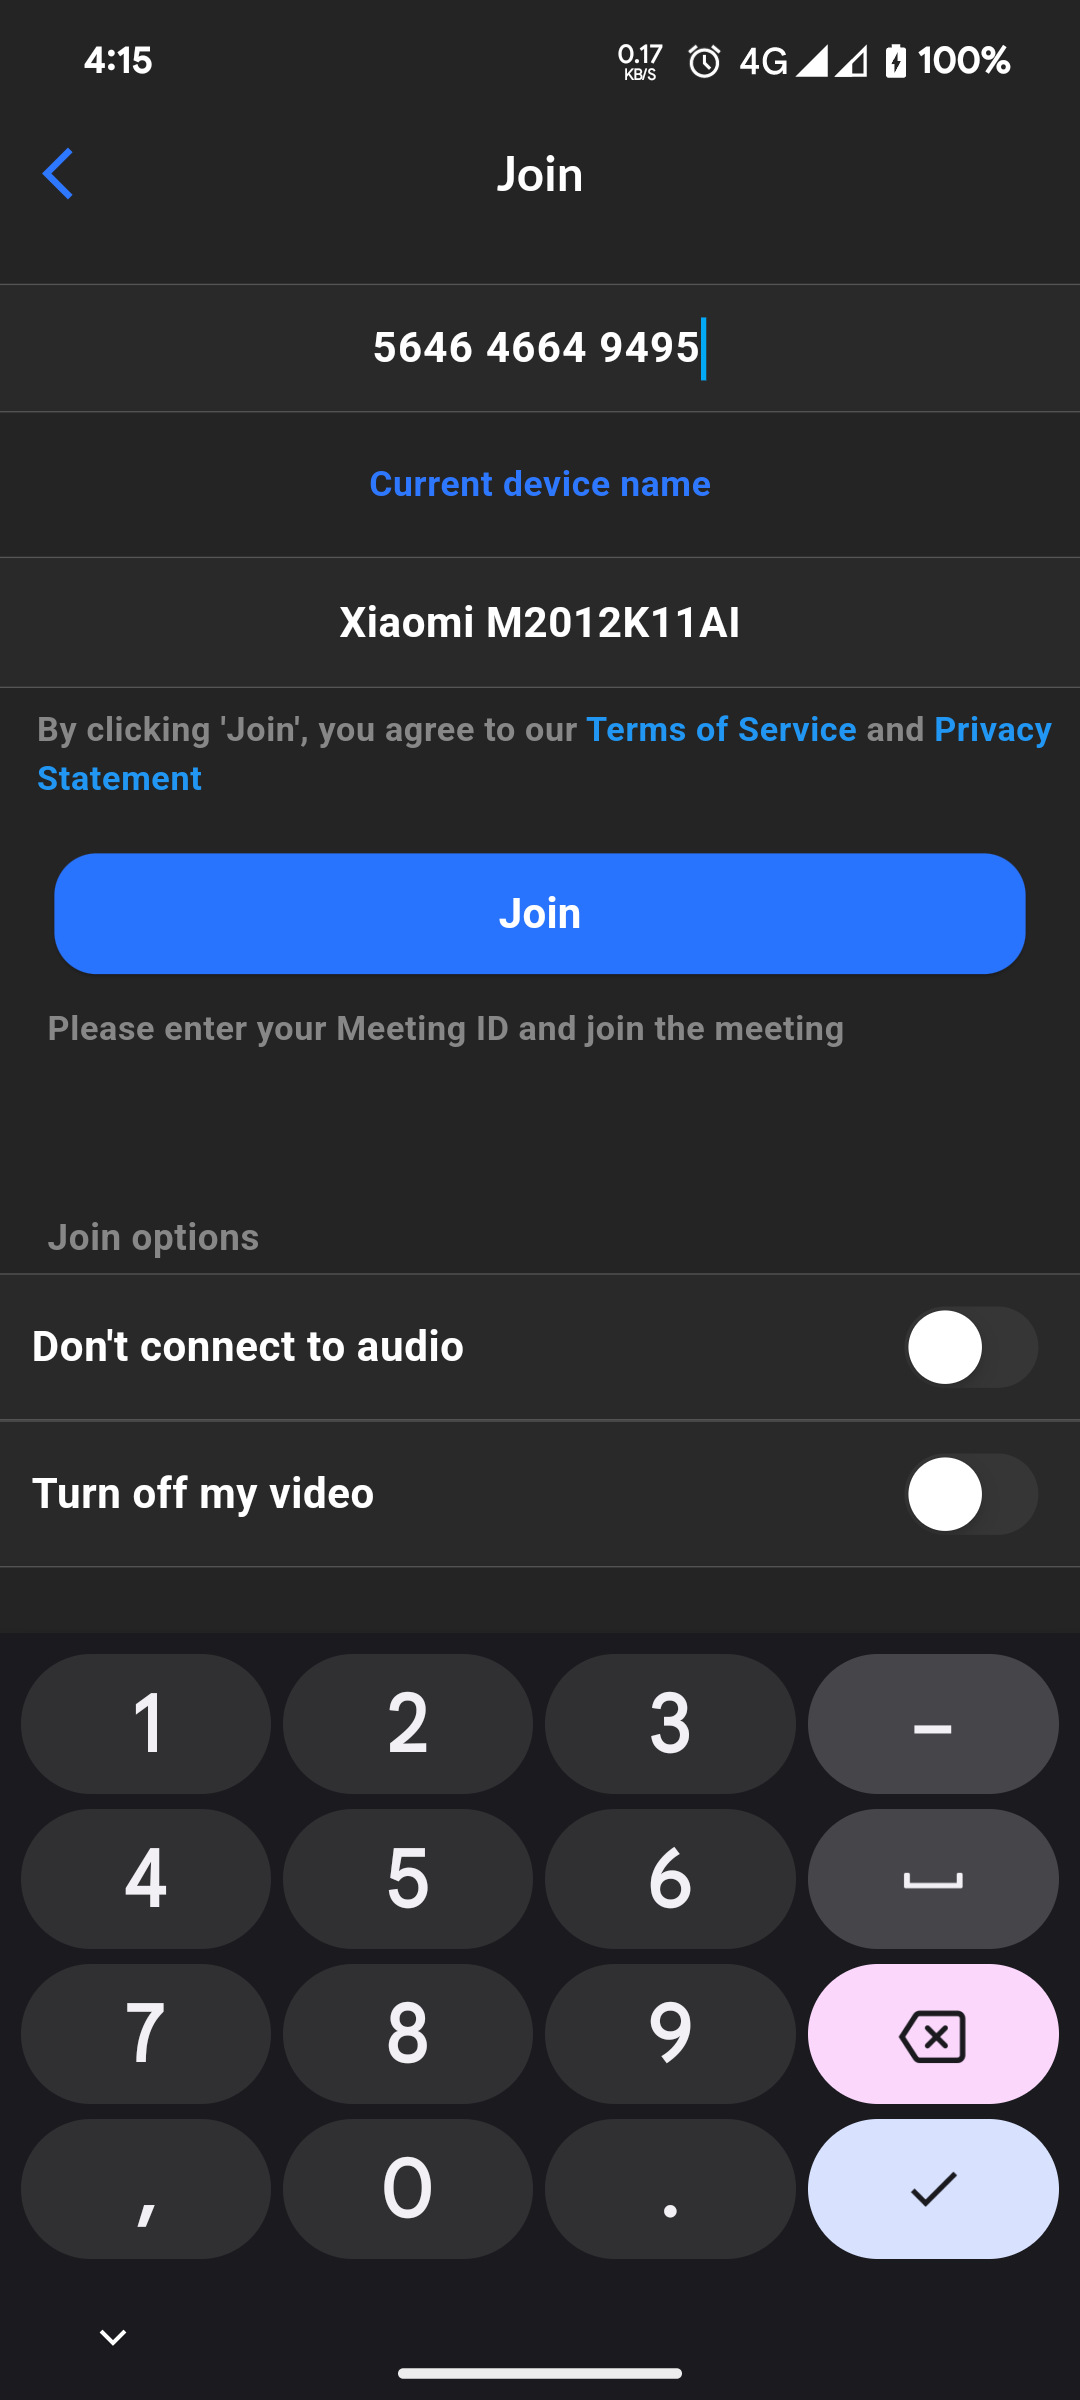 4:15
0.17
KB/S
4G
100%
Join
5646 4664 9495
Current device name
Xiaomi M2012K11AI
By clicking 'Join', you agree to our Terms of Service and Privacy
Statement
Join
Please enter your Meeting ID and join the meeting
Join options
Don't connect to audio
Turn off my video
1 2 3 –
4 5 6
7 8 9
, 0 .